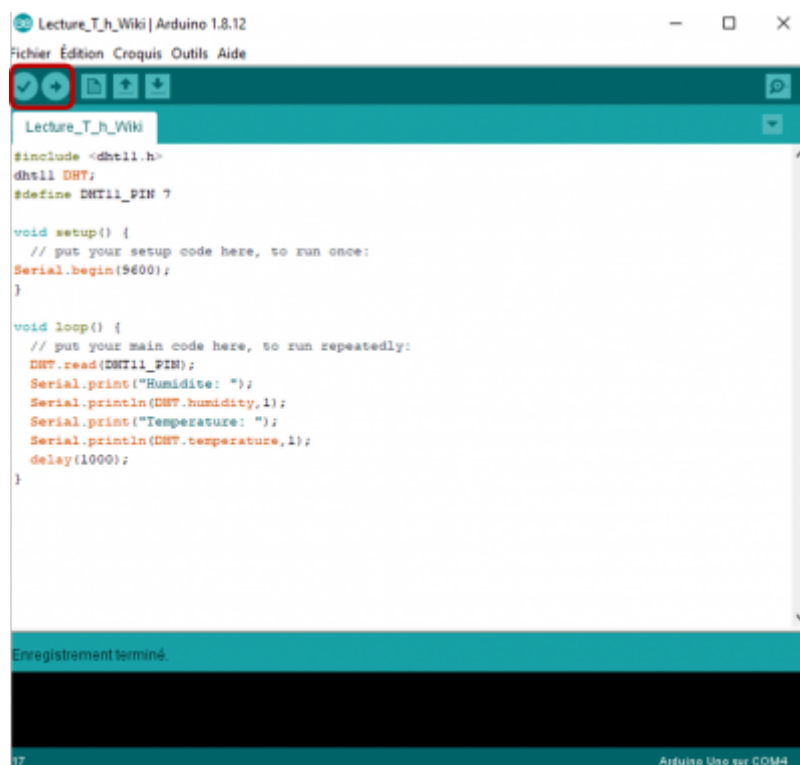 Lecture_T_h_Wiki | Arduino 1.8.12
Fichier Édition Croquis Outils Aide
Lecture_T_h_Wiki
#include <dht11.h>
dht11 DHT;
#define DHT11_PIN 7
void setup() {
// put your setup code here, to run once:
Serial.begin(9600);
}
void loop() {
// put your main code here, to run repeatedly:
DHT.read(DHT11_PIN);
Serial.print("Humidite: ");
Serial.println(DHT.humidity,1);
Serial.print("Temperature: ");
Serial.println(DHT.temperature,1);
delay(1000);
}
Enregistrement terminé.
17 Arduino Uno sur COM4